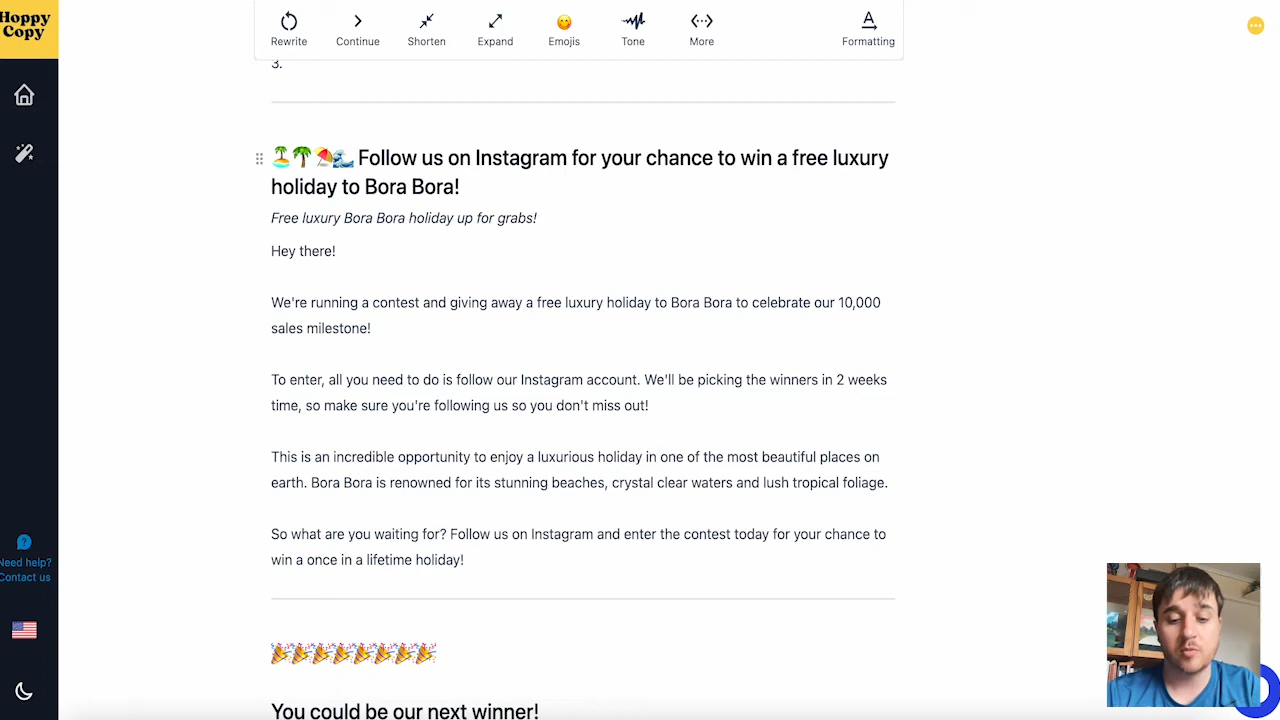 Hoppy
Copy
Rewrite
Continue
Shorten
Expand
Emojis
Tone
More
Formatting
3.
Follow us on Instagram for your chance to win a free luxury
holiday to Bora Bora!
Free luxury Bora Bora holiday up for grabs!
Hey there!
We're running a contest and giving away a free luxury holiday to Bora Bora to celebrate our 10,000
sales milestone!
To enter, all you need to do is follow our Instagram account. We'll be picking the winners in 2 weeks
time, so make sure you're following us so you don't miss out!
This is an incredible opportunity to enjoy a luxurious holiday in one of the most beautiful places on
earth. Bora Bora is renowned for its stunning beaches, crystal clear waters and lush tropical foliage.
So what are you waiting for? Follow us on Instagram and enter the contest today for your chance to
win a once in a lifetime holiday!
You could be our next winner!
Need help?
Contact us